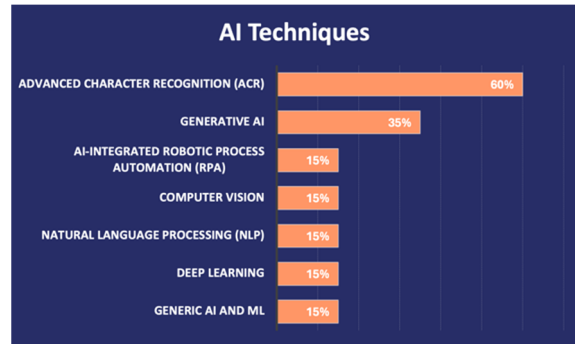 AI Techniques
ADVANCED CHARACTER RECOGNITION (ACR)
60%
GENERATIVE AI
35%
AI-INTEGRATED ROBOTIC PROCESS
AUTOMATION (RPA)
15%
COMPUTER VISION
15%
NATURAL LANGUAGE PROCESSING (NLP)
15%
DEEP LEARNING
15%
GENERIC AI AND ML
15%